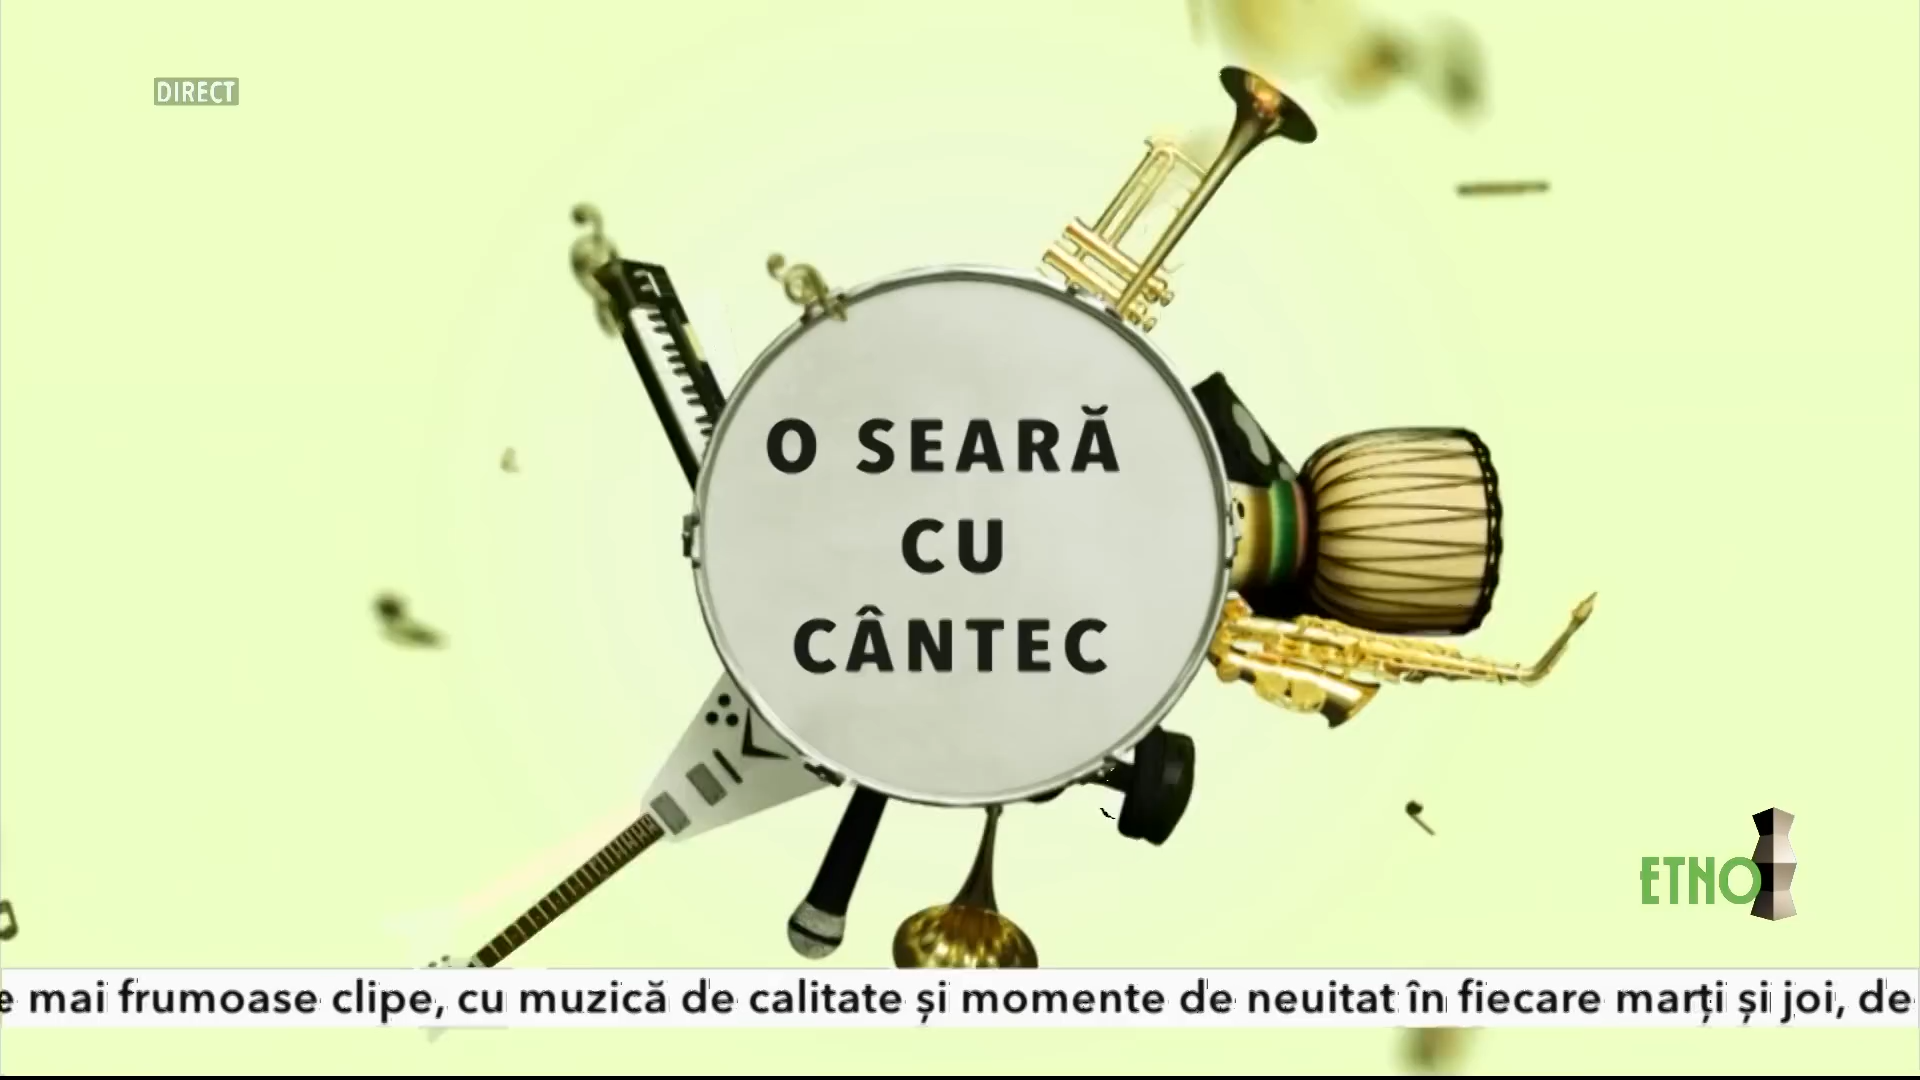 DIRECT
O SEARĂ
CU
CÂNTEC
ETNO
e mai frumoase clipe, cu muzică de calitate și momente de neuitat în fiecare marți și joi, de